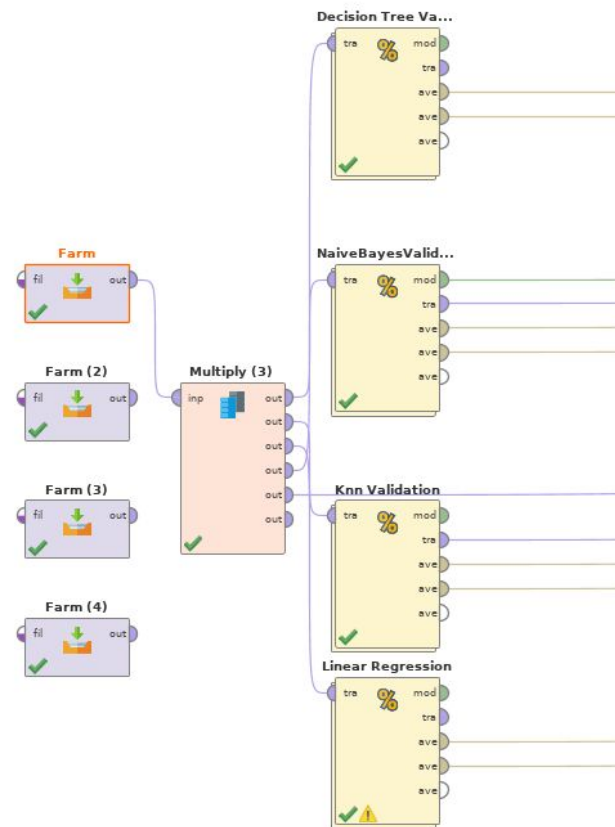 Decision Tree Va...
tra
mod
tra
ave
ave
ave
Farm
fil
out
NaiveBayesValid...
tra
mod
tra
ave
ave
ave
Farm (2)
fil
out
Multiply (3)
inp
out
out
out
out
out
out
Farm (3)
fil
out
Knn Validation
tra
mod
tra
ave
ave
ave
Farm (4)
fil
out
Linear Regression
tra
mod
tra
ave
ave
ave